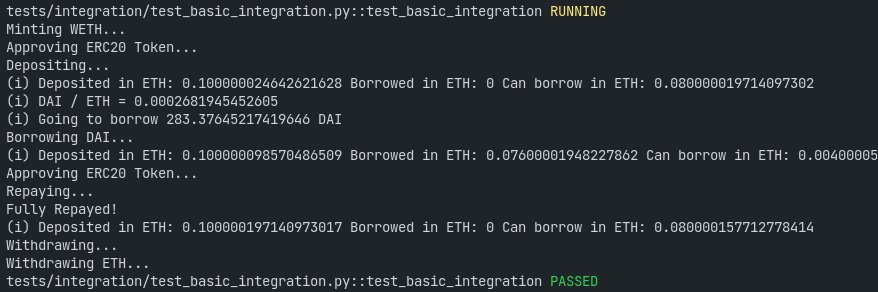 tests/integration/test_basic_integration.py::test_basic_integration RUNNING
Minting WETH...
Approving ERC20 Token...
Depositing...
(i) Deposited in ETH: 0.100000024642621628 Borrowed in ETH: 0 Can borrow in ETH: 0.080000019714097302
(i) DAI / ETH = 0.0002681945452605
(i) Going to borrow 283.37645217419646 DAI
Borrowing DAI...
(i) Deposited in ETH: 0.100000098570486509 Borrowed in ETH: 0.07600001948227862 Can borrow in ETH: 0.00400005
Approving ERC20 Token...
Repaying...
Fully Repayed!
(i) Deposited in ETH: 0.100000197140973017 Borrowed in ETH: 0 Can borrow in ETH: 0.080000157712778414
Withdrawing...
Withdrawing ETH...
tests/integration/test_basic_integration.py::test_basic_integration PASSED